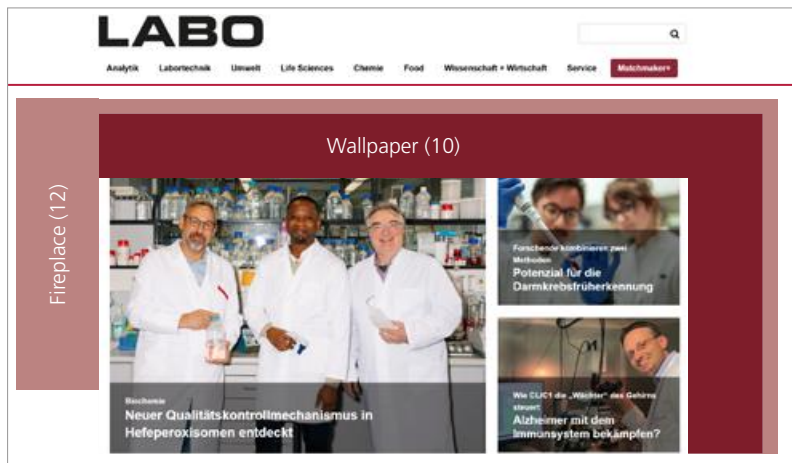 LABO
Analytik Labortechnik Umwelt Life Sciences Chemie Food Wissenschaft + Wirtschaft Service Matchmaker+
Wallpaper (10)
Fireplace (12)
Biochemie
Neuer Qualitätskontrollmechanismus in
Hefeperoxisomen entdeckt
Forschende kombinieren zwei
Methoden
Potenzial für die
Darmkrebsfrüherkennung
Wie CLIC1 die „Wächter“ des Gehirns
steuert
Alzheimer mit dem
Immunsystem bekämpfen?